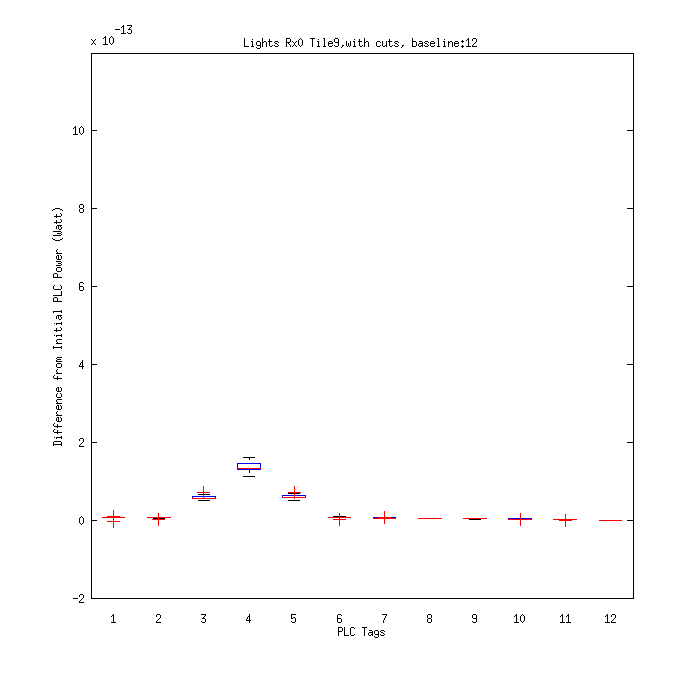 x 10-13
Lights Rx0 Tile9,with cuts, baseline:12
10
8
6
4
2
0
-2
Difference from Initial PLC Power (Watt)
1 2 3 4 5 6 7 8 9 10 11 12
PLC Tags